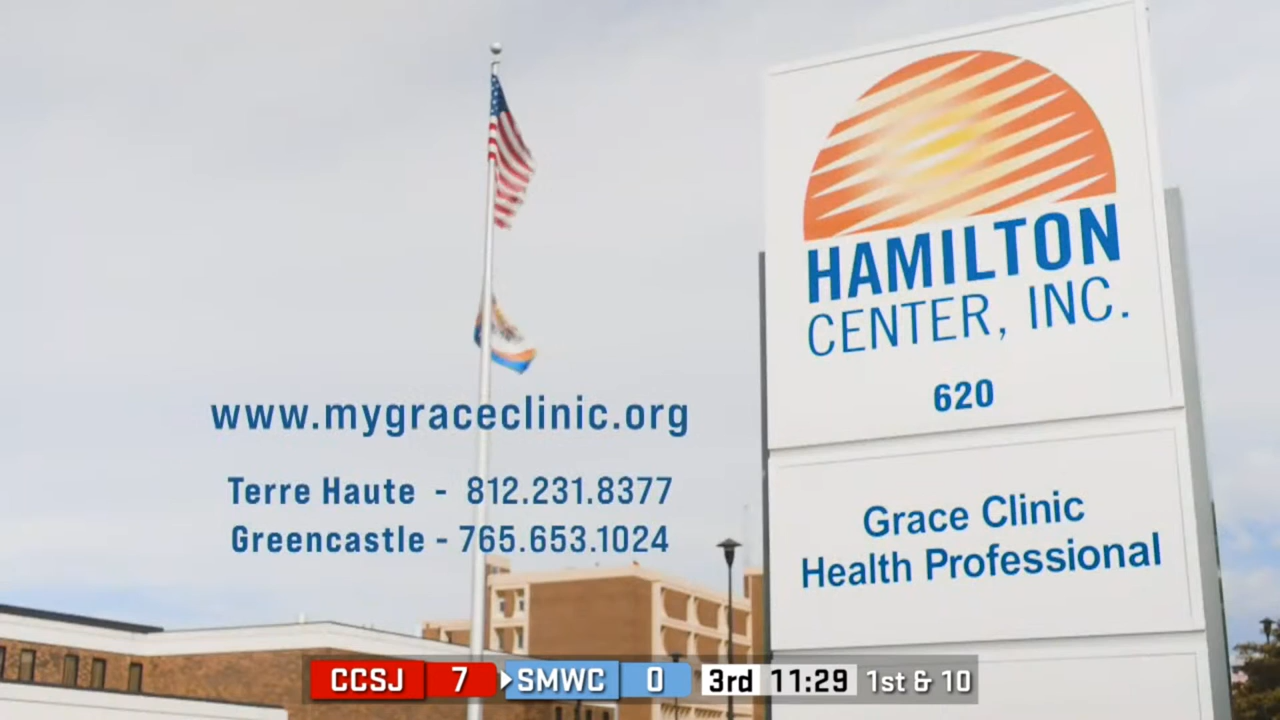 HAMILTON
CENTER, INC.
620
www.mygraceclinic.org
Terre Haute - 812.231.8377
Greencastle - 765.653.1024
Grace Clinic
Health Professional
CCSJ 7 SMWC 0 3rd 11:29 1st & 10